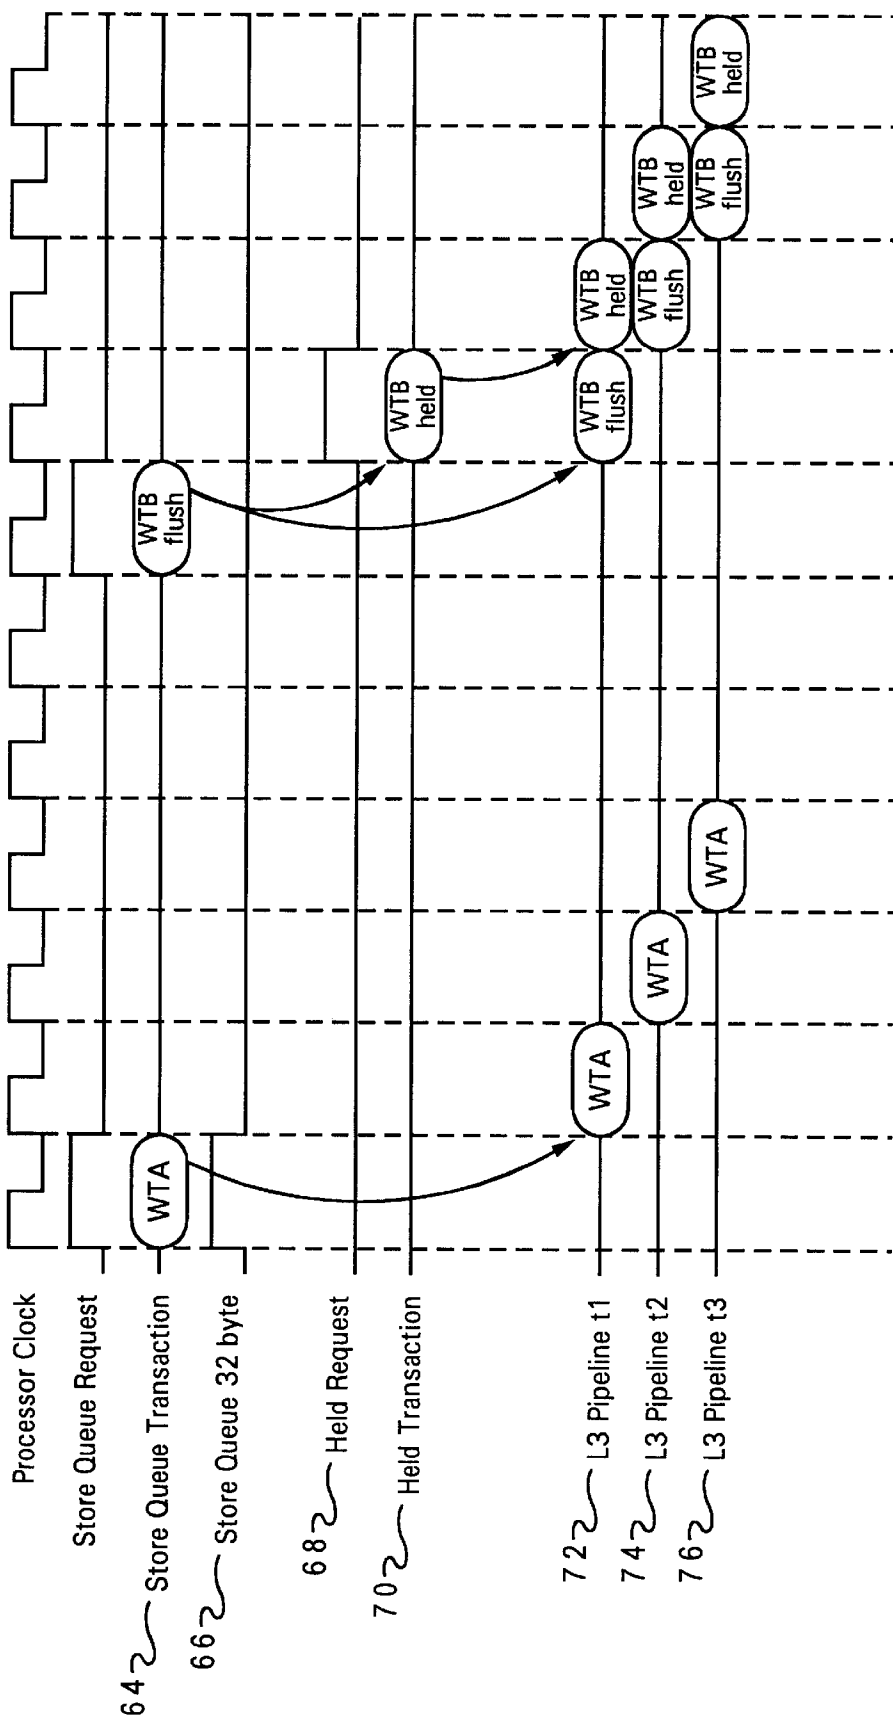 Processor Clock
Store Queue Request
64 Store Queue Transaction WTA WTB flush
66 Store Queue 32 byte
68 Held Request
70 Held Transaction WTB held
72 L3 Pipeline t1 WTA WTB flush WTB held
74 L3 Pipeline t2 WTA WTB flush WTB held
76 L3 Pipeline t3 WTA WTB flush WTB held